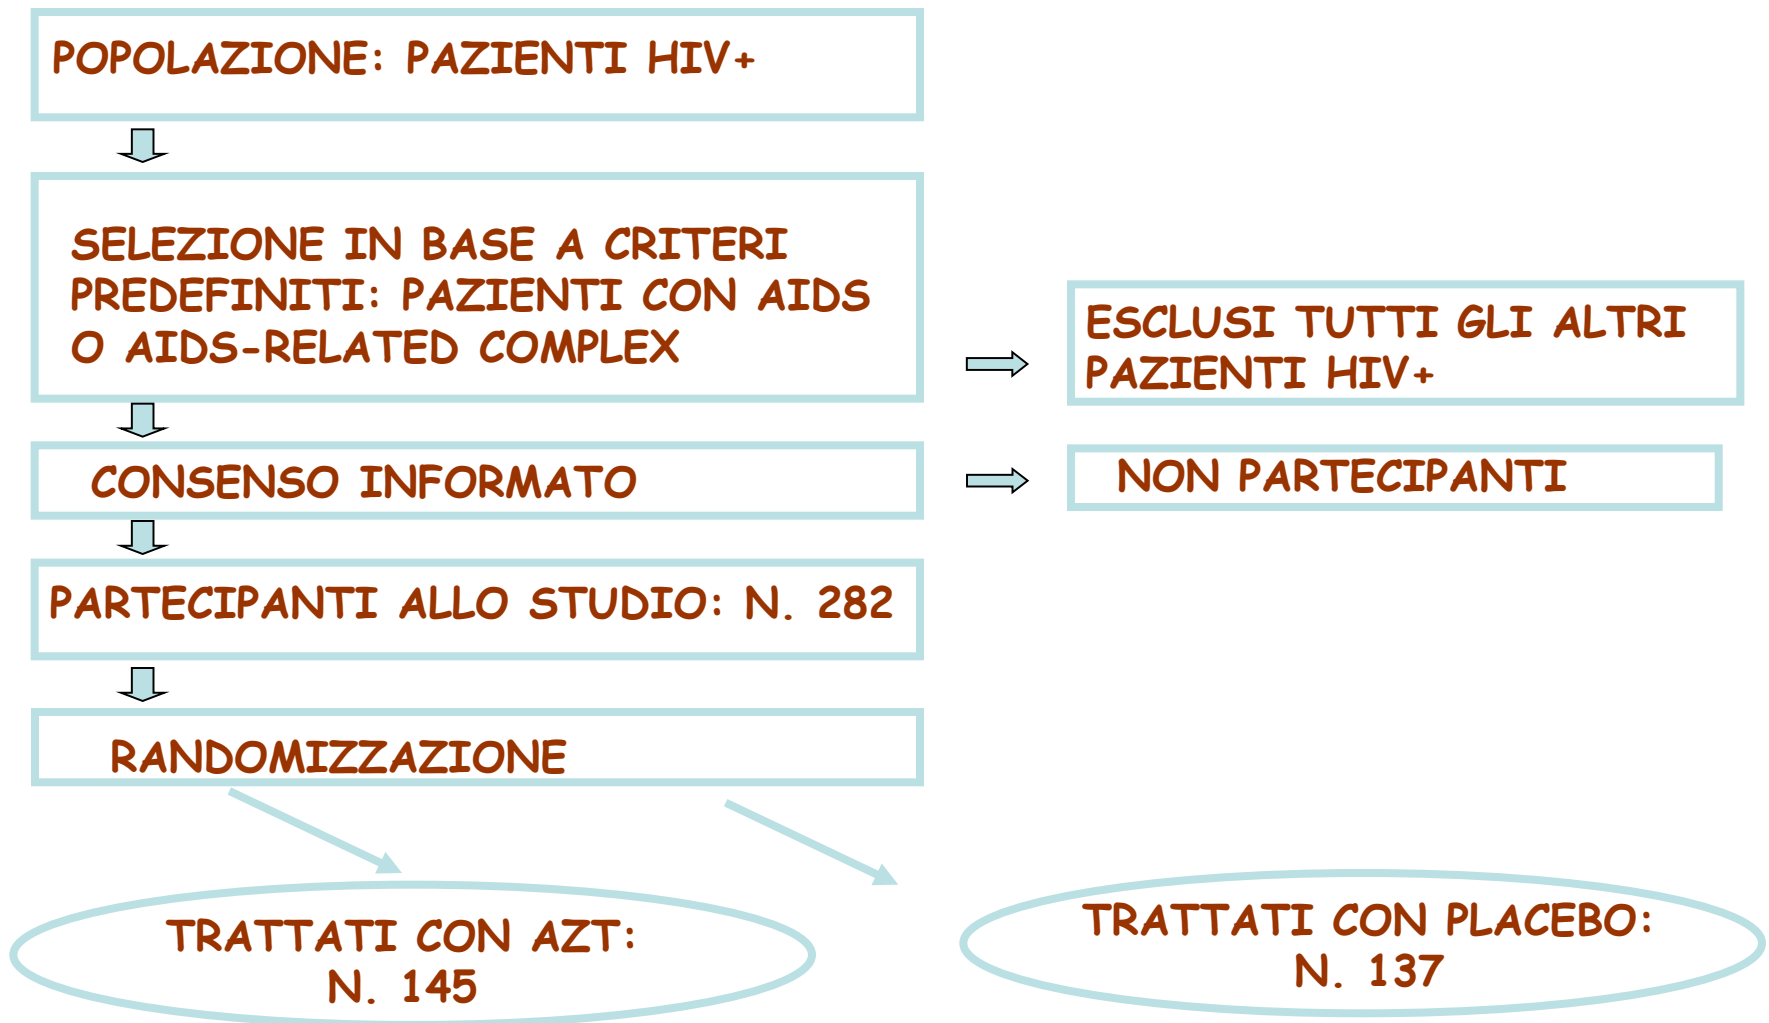 POPOLAZIONE: PAZIENTI HIV+
SELEZIONE IN BASE A CRITERI
PREDEFINITI: PAZIENTI CON AIDS
O AIDS-RELATED COMPLEX
ESCLUSI TUTTI GLI ALTRI
PAZIENTI HIV+
CONSENSO INFORMATO
NON PARTECIPANTI
PARTECIPANTI ALLO STUDIO: N. 282
RANDOMIZZAZIONE
TRATTATI CON AZT:
N. 145
TRATTATI CON PLACEBO:
N. 137